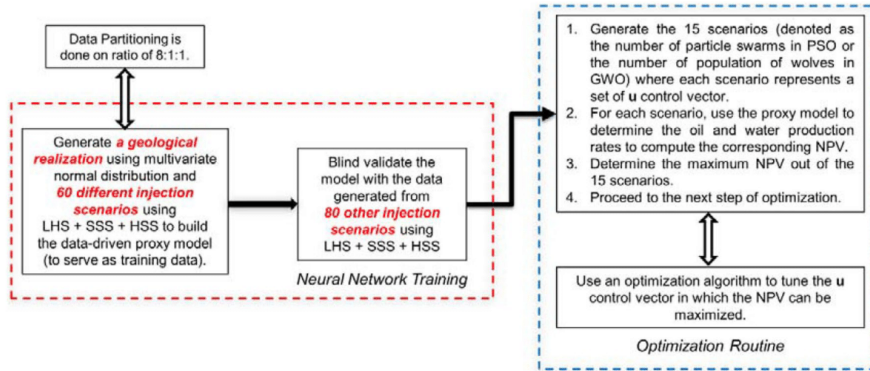 Data Partitioning is
done on ratio of 8:1:1.
Generate a geological
realization using multivariate
normal distribution and
60 different injection
scenarios using
LHS + SSS + HSS to build
the data-driven proxy model
(to serve as training data).
Blind validate the
model with the data
generated from
80 other injection
scenarios using
LHS + SSS + HSS
Neural Network Training
1. Generate the 15 scenarios (denoted as
the number of particle swarms in PSO or
the number of population of wolves in
GWO) where each scenario represents a
set of u control vector.
2. For each scenario, use the proxy model to
determine the oil and water production
rates to compute the corresponding NPV.
3. Determine the maximum NPV out of the
15 scenarios.
4. Proceed to the next step of optimization.
Use an optimization algorithm to tune the u
control vector in which the NPV can be
maximized.
Optimization Routine